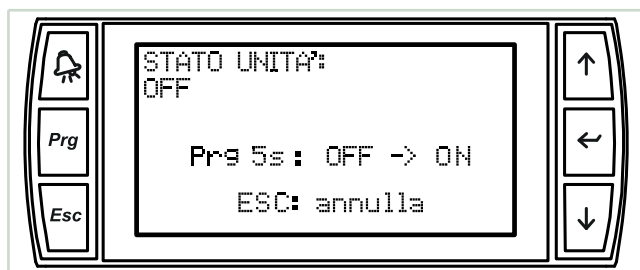 STATO UNITA':
OFF
Prg 5s: OFF -> ON
ESC: annulla
Prg
Esc